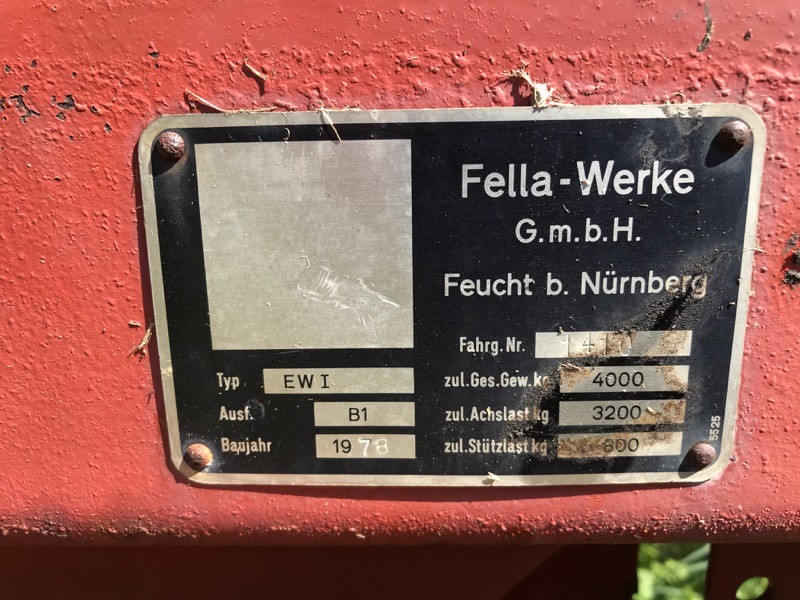 Fella-Werke
G.m.b.H.
Feucht b. Nürnberg
Fahrg. Nr.
Typ EW I
zul. Ges. Gew. kg 4000
Ausf. B1
zul. Achslast kg 3200
Baujahr 1978
zul. Stützlast kg 800
5525